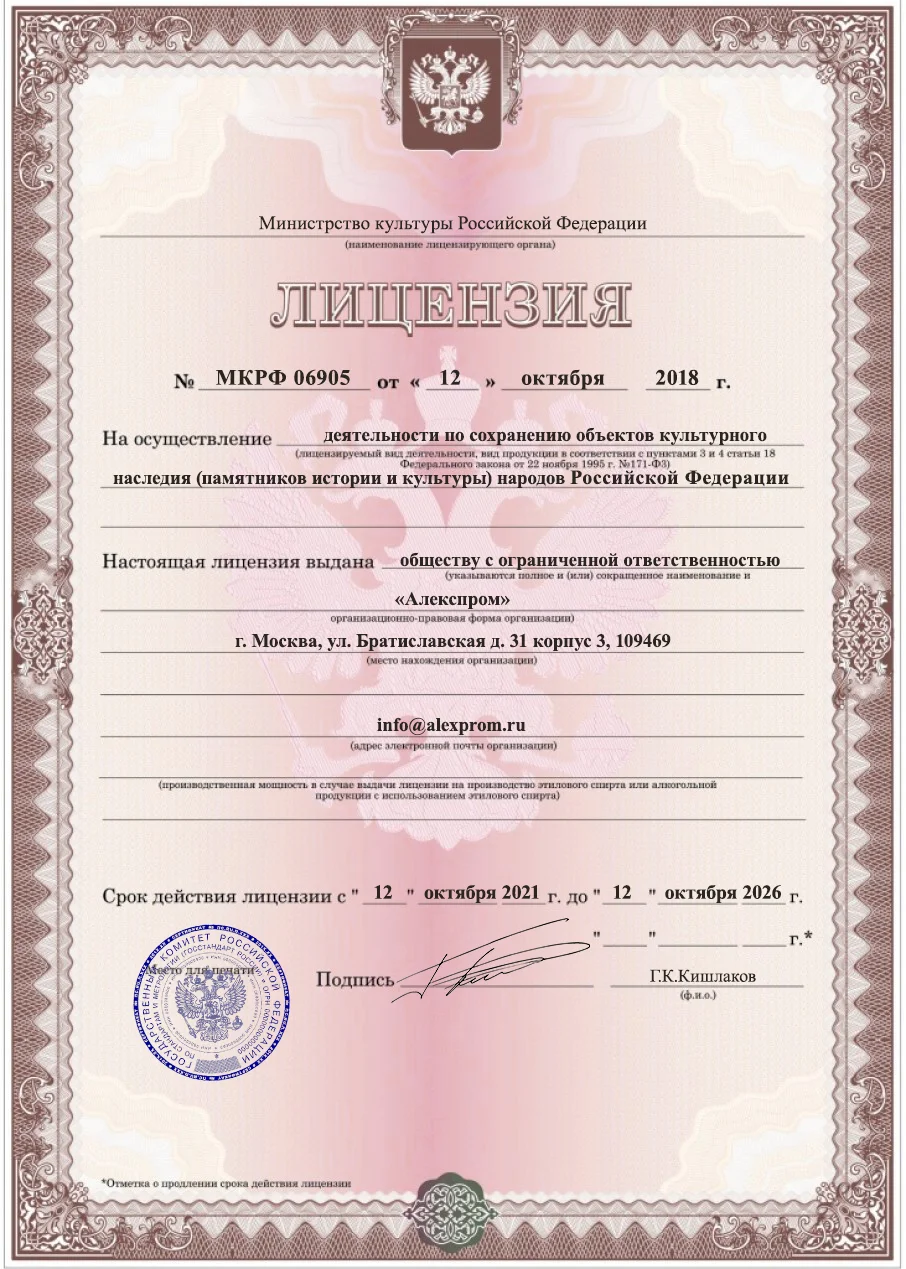 Министрство культуры Российской Федерации
(наименование лицензирующего органа)
ЛИЦЕНЗИЯ
№ МКРФ 06905 от « 12 » октября 2018 г.
На осуществление деятельности по сохранению объектов культурного
(лицензируемый вид деятельности, вид продукции в соответствии с пунктами 3 и 4 статьи 18
Федерального закона от 22 ноября 1995 г. №171-ФЗ)
наследия (памятников истории и культуры) народов Российской Федерации
Настоящая лицензия выдана обществу с ограниченной ответственностью
(указываются полное и (или) сокращенное наименование и
«Алекспром»
организационно-правовая форма организации)
г. Москва, ул. Братиславская д. 31 корпус 3, 109469
(место нахождения организации)
info@alexprom.ru
(адрес электронной почты организации)
(производственная мощность в случае выдачи лицензии на производство этилового спирта или алкогольной
продукции с использованием этилового спирта)
Срок действия лицензии с " 12 " октября 2021 г. до " 12 " октября 2026 г.
" " г.*
Место для печати
Подпись Г.К.Кишлаков
(ф.и.о.)
ГОСУДАРСТВЕННЫЙ КОМИТЕТ РОССИЙСКОЙ ФЕДЕРАЦИИ
ПО СТАНДАРТАМ И МЕТРОЛОГИИ (ГОССТАНДАРТ РОССИИ)
*Отметка о продлении срока действия лицензии